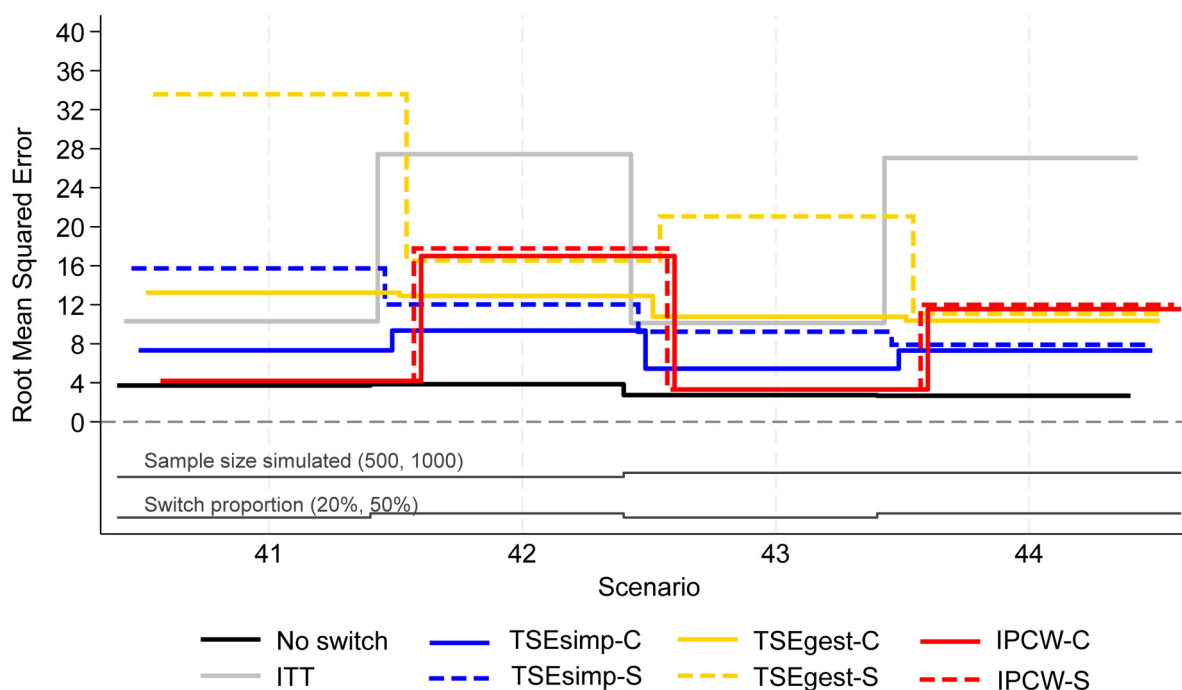 Root Mean Squared Error
40
36
32
28
24
20
16
12
8
4
0
Sample size simulated (500, 1000)
Switch proportion (20%, 50%)
41 42 43 44
Scenario
No switch TSEsimp-C TSEgest-C IPCW-C
ITT TSEsimp-S TSEgest-S IPCW-S